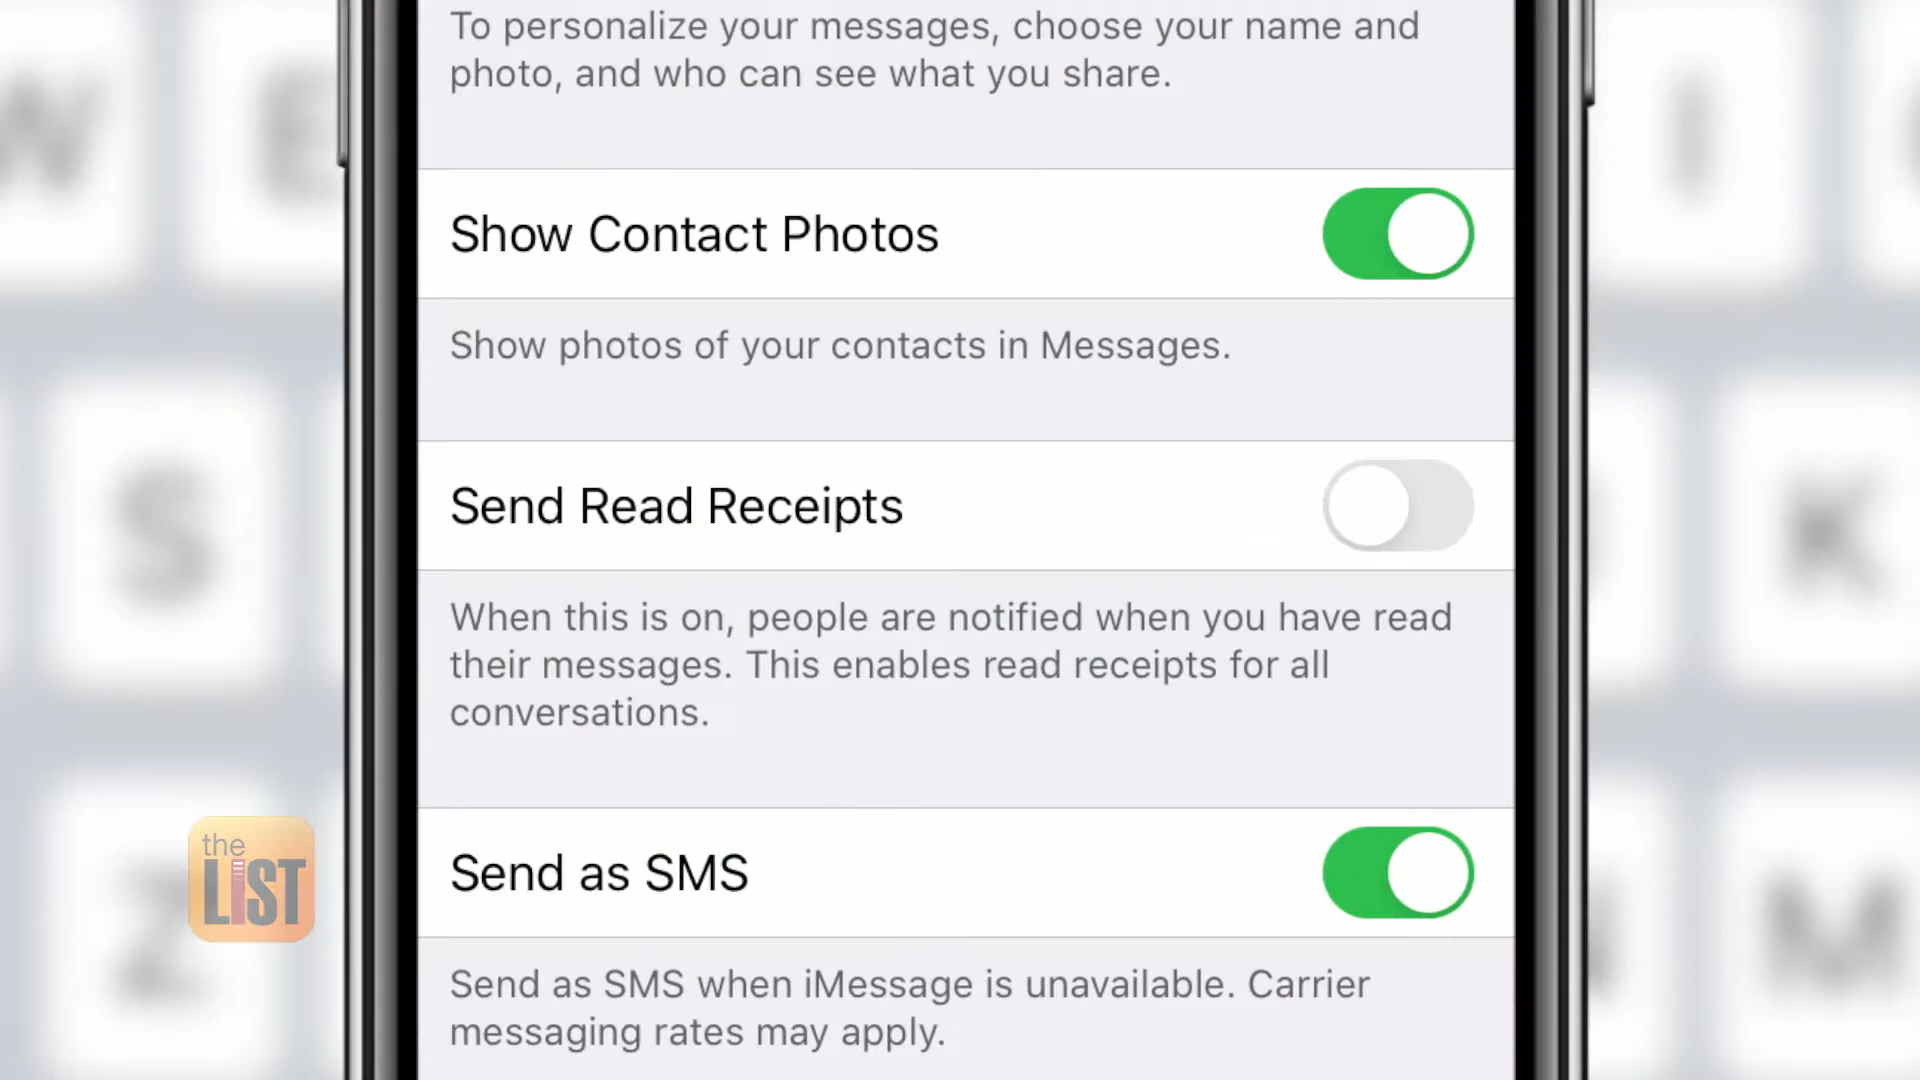 To personalize your messages, choose your name and
photo, and who can see what you share.
Show Contact Photos
Show photos of your contacts in Messages.
Send Read Receipts
When this is on, people are notified when you have read
their messages. This enables read receipts for all
conversations.
Send as SMS
Send as SMS when iMessage is unavailable. Carrier
messaging rates may apply.
the
LIST
W
E
I
S
K
Z
M